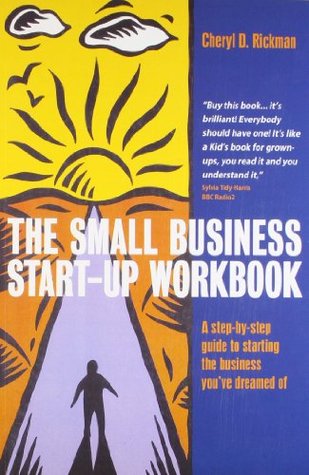 Cheryl D. Rickman
"Buy this book... it's
brilliant! Everybody
should have one! It's like
a Kid's book for grown-
ups, you read it and you
understand it,"
Sylvia Tidy-Harris
BBC Radio2
THE SMALL BUSINESS
START-UP WORKBOOK
A step-by-step
guide to starting
the business
you've dreamed of